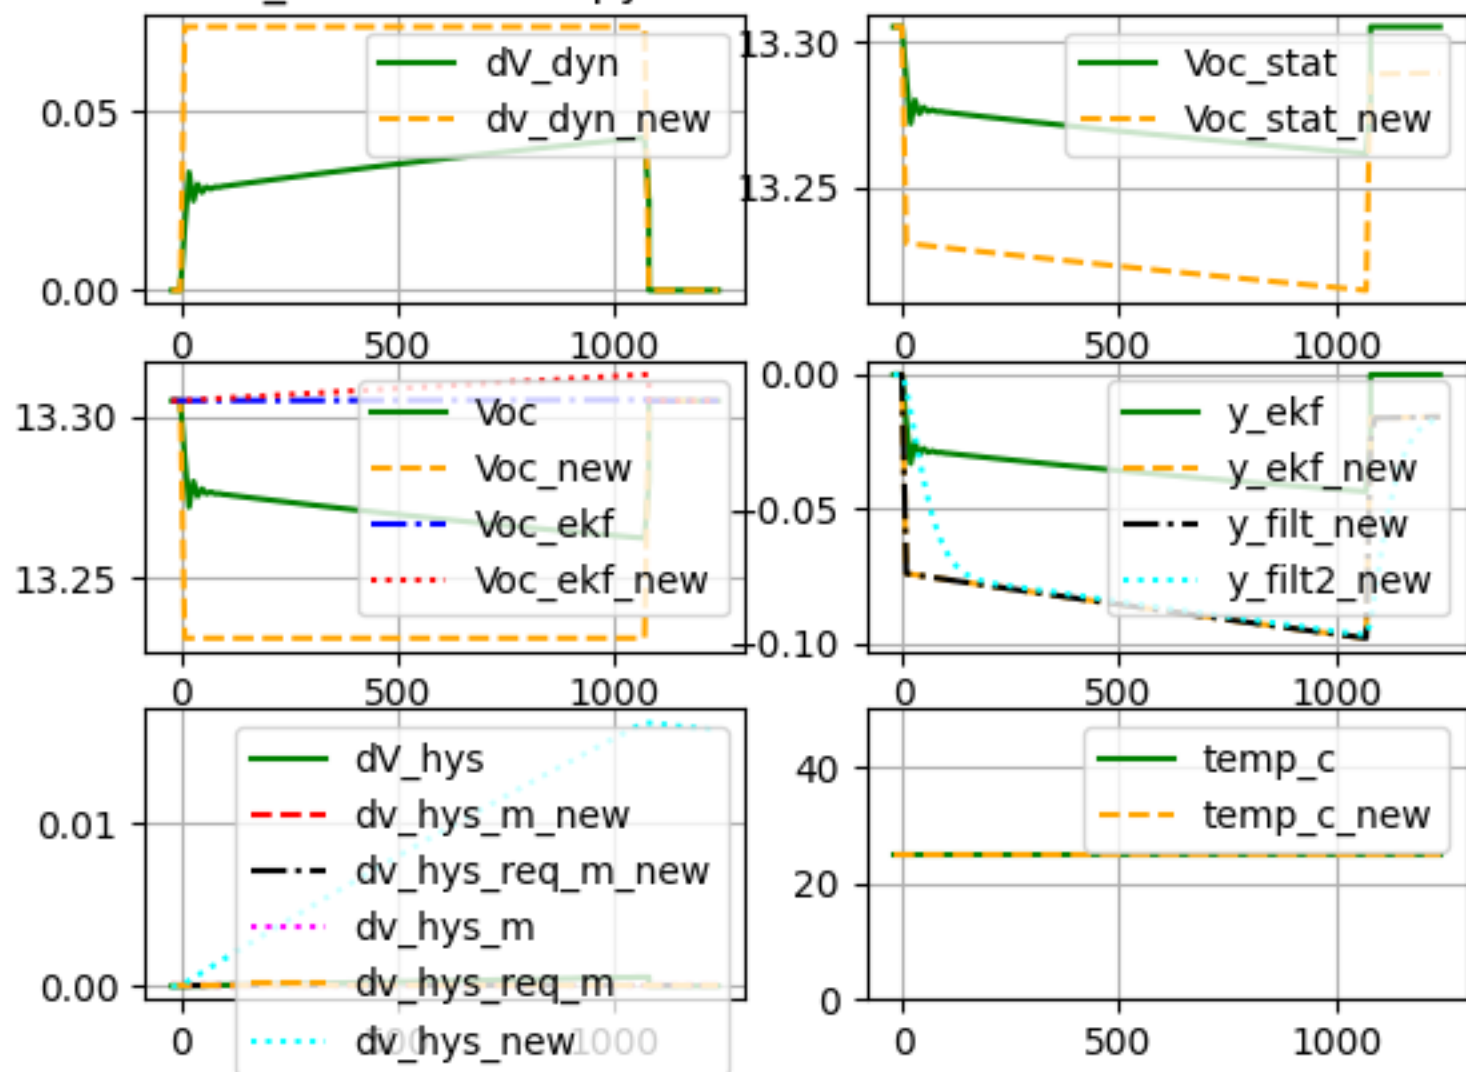 0.05
0.00
0
500
1000
dV_dyn
dv_dyn_new
13.30
13.25
0
500
1000
Voc_stat
Voc_stat_new
13.30
13.25
0
500
1000
Voc
Voc_new
Voc_ekf
Voc_ekf_new
0.00
-0.05
-0.10
0
500
1000
y_ekf
y_ekf_new
y_filt_new
y_filt2_new
0.01
0.00
0
500
1000
dV_hys
dv_hys_m_new
dv_hys_req_m_new
dv_hys_m
dv_hys_req_m
dv_hys_new
40
20
0
0
500
1000
temp_c
temp_c_new